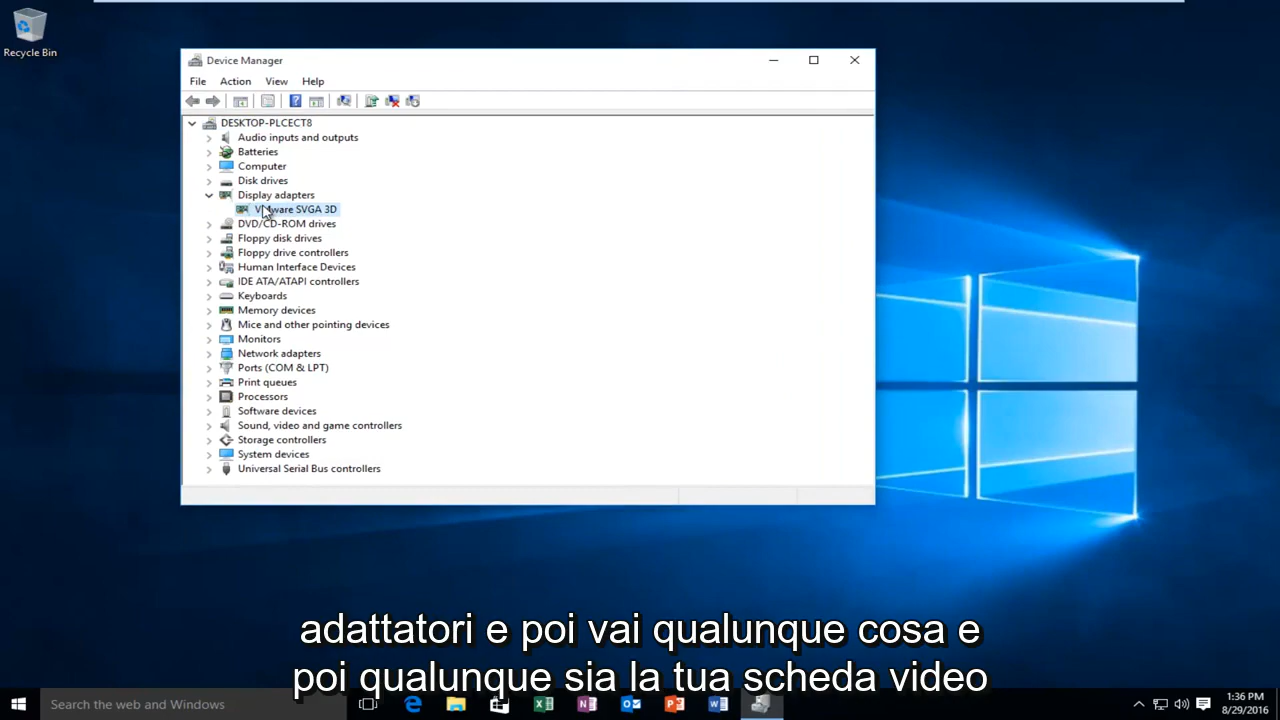 Recycle Bin
Device Manager
File Action View Help
DESKTOP-PLCECT8
Audio inputs and outputs
Batteries
Computer
Disk drives
Display adapters
VMware SVGA 3D
DVD/CD-ROM drives
Floppy disk drives
Floppy drive controllers
Human Interface Devices
IDE ATA/ATAPI controllers
Keyboards
Memory devices
Mice and other pointing devices
Monitors
Network adapters
Ports (COM & LPT)
Print queues
Processors
Software devices
Sound, video and game controllers
Storage controllers
System devices
Universal Serial Bus controllers
adattatori e poi vai qualunque cosa e
poi qualunque sia la tua scheda video
Search the web and Windows
1:36 PM
8/29/2016